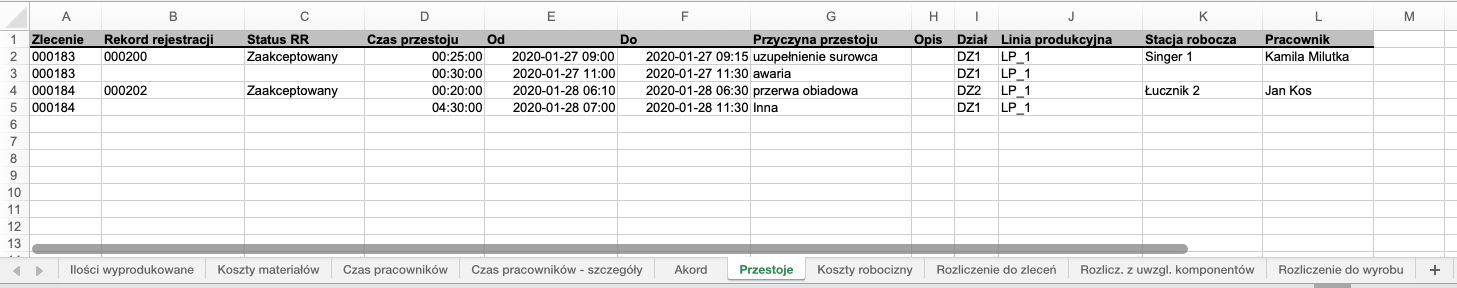 A B C D E F G H I J K L M
1 Zlecenie Rekord rejestracji Status RR Czas przestoju Od Do Przyczyna przestoju Opis Dział Linia produkcyjna Stacja robocza Pracownik
2 000183 000200 Zaakceptowany 00:25:00 2020-01-27 09:00 2020-01-27 09:15 uzupełnienie surowca DZ1 LP_1 Singer 1 Kamila Milutka
3 000183 00:30:00 2020-01-27 11:00 2020-01-27 11:30 awaria DZ1 LP_1
4 000184 000202 Zaakceptowany 00:20:00 2020-01-28 06:10 2020-01-28 06:30 przerwa obiadowa DZ2 LP_1 Łucznik 2 Jan Kos
5 000184 04:30:00 2020-01-28 07:00 2020-01-28 11:30 Inna DZ1 LP_1
6
7
8
9
10
11
12
13
Ilości wyprodukowane Koszty materiałów Czas pracowników Czas pracowników - szczegóły Akord Przestoje Koszty robocizny Rozliczenie do zleceń Rozlicz. z uwzgl. komponentów Rozliczenie do wyrobu +